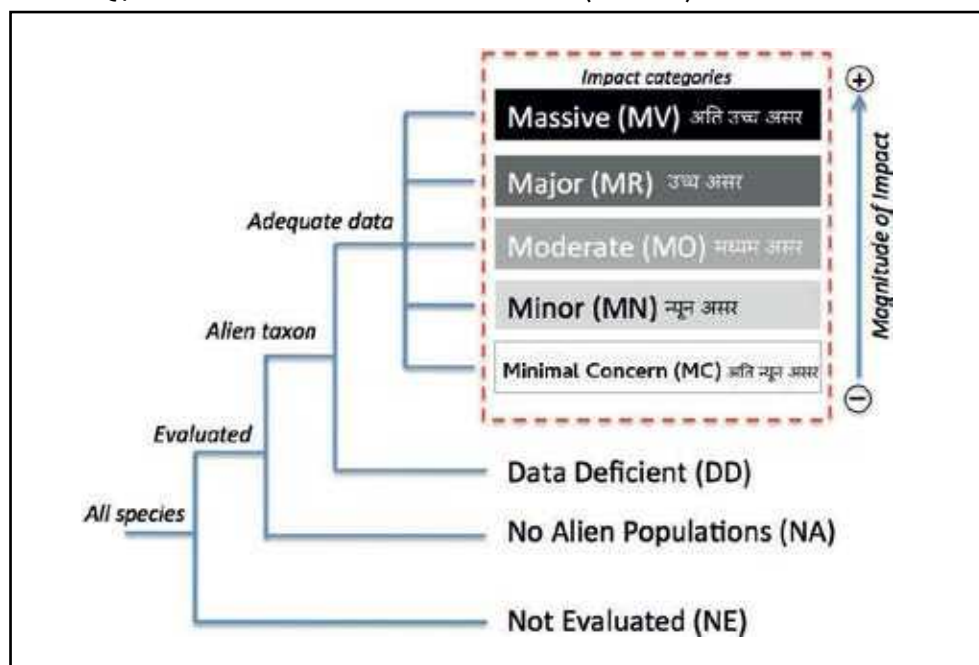 Impact categories
Massive (MV) अति उच्च असर
Major (MR) उच्च असर
Adequate data
Moderate (MO) मध्यम असर
Minor (MN) न्यून असर
Alien taxon
Minimal Concern (MC) अति न्यून असर
Magnitude of Impact
+
−
Evaluated
Data Deficient (DD)
All species
No Alien Populations (NA)
Not Evaluated (NE)